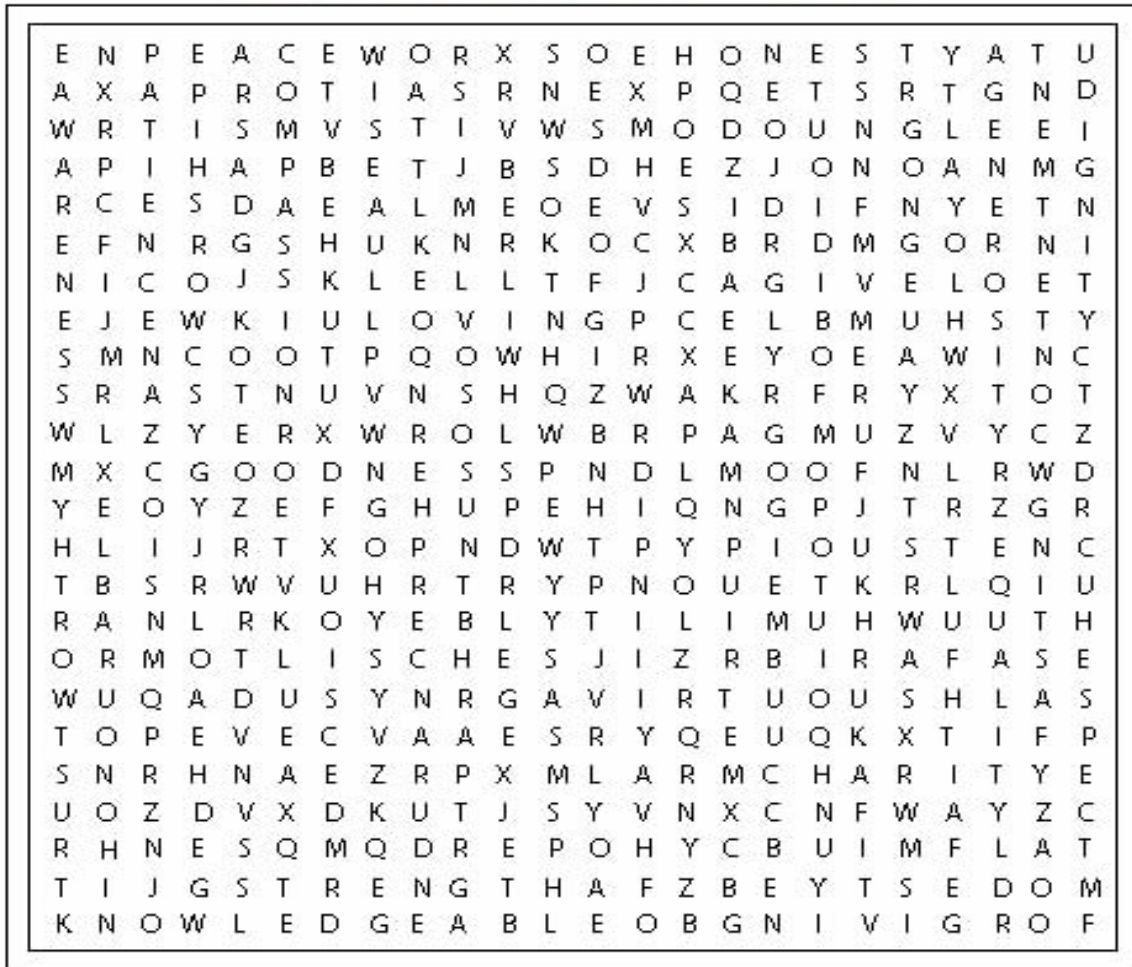 E N P E A C E W O R X S O E H O N E S T Y A T U
A X A P R O T I A S R N E X P Q E T S R T G N D
W R T I S M V S T I V W S M O D O U N G L E E I
A P I H A P B E T J B S D H E Z J O N O A N M G
R C E S D A E A L M E O E V S I D I F N Y E T N
E F N R G S H U K N R K O C X B R D M G O R N I
N I C O J S K L E L L T F J C A G I V E L O E T
E J E W K I U L O V I N G P C E L B M U H S T Y
S M N C O O T P Q O W H I R X E Y O E A W I N C
S R A S T N U V N S H Q Z W A K R F R Y X T O T
W L Z Y E R X W R O L W B R P A G M U Z V Y C Z
M X C G O O D N E S S P N D L M O O F N L R W D
Y E O Y Z E F G H U P E H I Q N G P J T R Z G R
H L I J R T X O P N D W T P Y P I O U S T E N C
T B S R W V U H R T R Y P N O U E T K R L Q I U
R A N L R K O Y E B L Y T I L I M U H W U U T H
O R M O T L I S C H E S J I Z R B I R A F A S E
W U Q A D U S Y N R G A V I R T U O U S H L A S
T O P E V E C V A A E S R Y Q E U Q K X T I F P
S N R H N A E Z R P X M L A R M C H A R I T Y E
U O Z D V X D K U T J S Y V N X C N F W A Y Z C
R H N E S Q M Q D R E P O H Y C B U I M F L A T
T I J G S T R E N G T H A F Z B E Y T S E D O M
K N O W L E D G E A B L E O B G N I V I G R O F